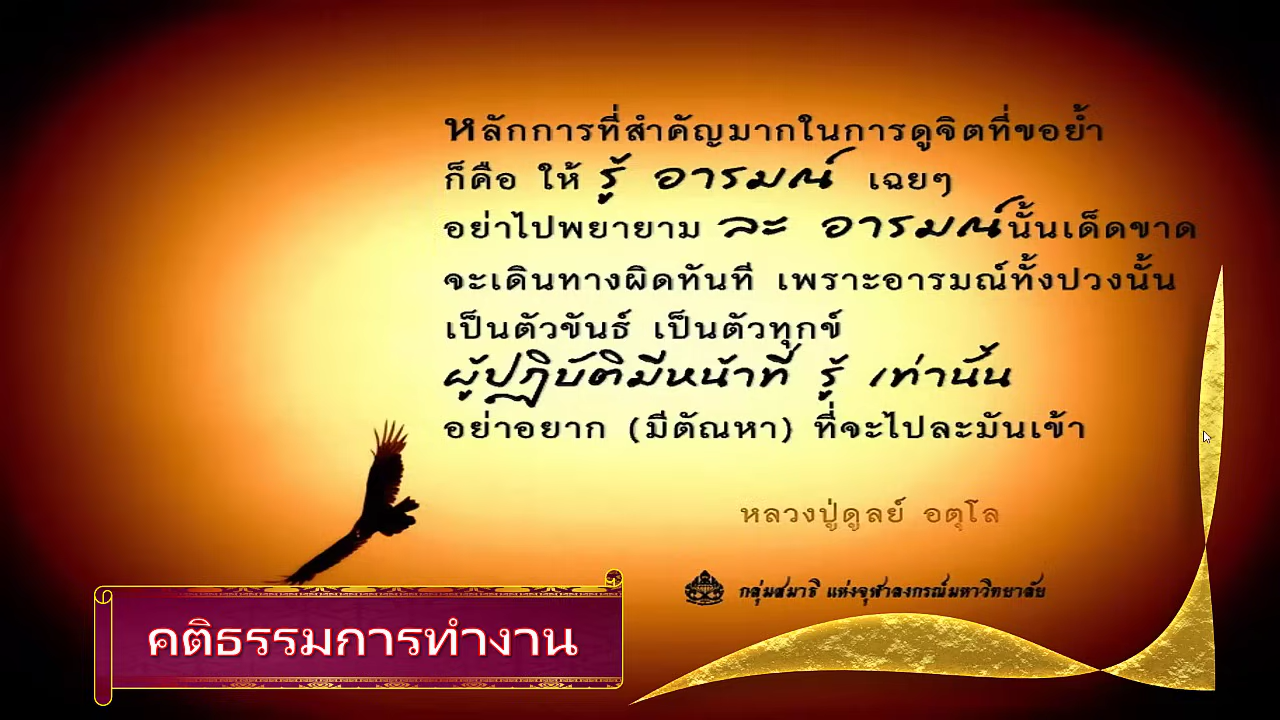 หลักการที่สำคัญมากในการดูจิตที่ขอย้ำ
ก็คือ ให้ รู้ อารมณ์ เฉยๆ
อย่าไปพยายาม ละ อารมณ์นั้นเด็ดขาด
จะเดินทางผิดทันที เพราะอารมณ์ทั้งปวงนั้น
เป็นตัวขันธ์ เป็นตัวทุกข์
ผู้ปฏิบัติมีหน้าที่ รู้ เท่านั้น
อย่าอยาก (มีตัณหา) ที่จะไปละมันเข้า
หลวงปู่ดูลย์ อตุโล
กลุ่มสมาธิ แห่งจุฬาลงกรณ์มหาวิทยาลัย
คติธรรมการทำงาน